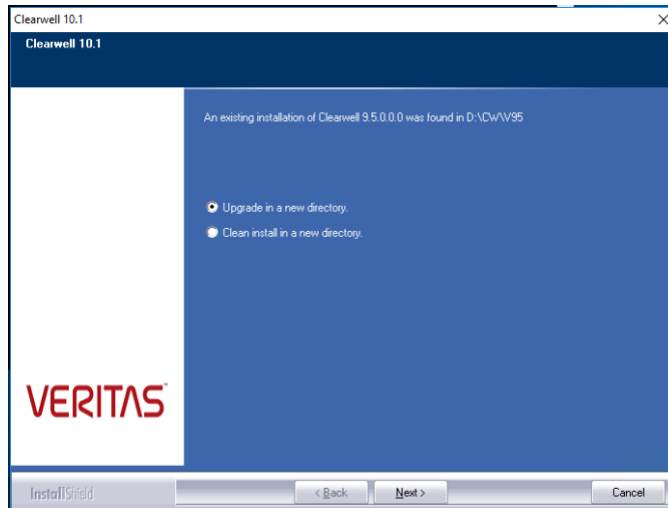 Clearwell 10.1
Clearwell 10.1
An existing installation of Clearwell 9.5.0.0.0 was found in D:\CW\V95
Upgrade in a new directory.
Clean install in a new directory.
VERITAS™
InstallShield
< Back
Next >
Cancel